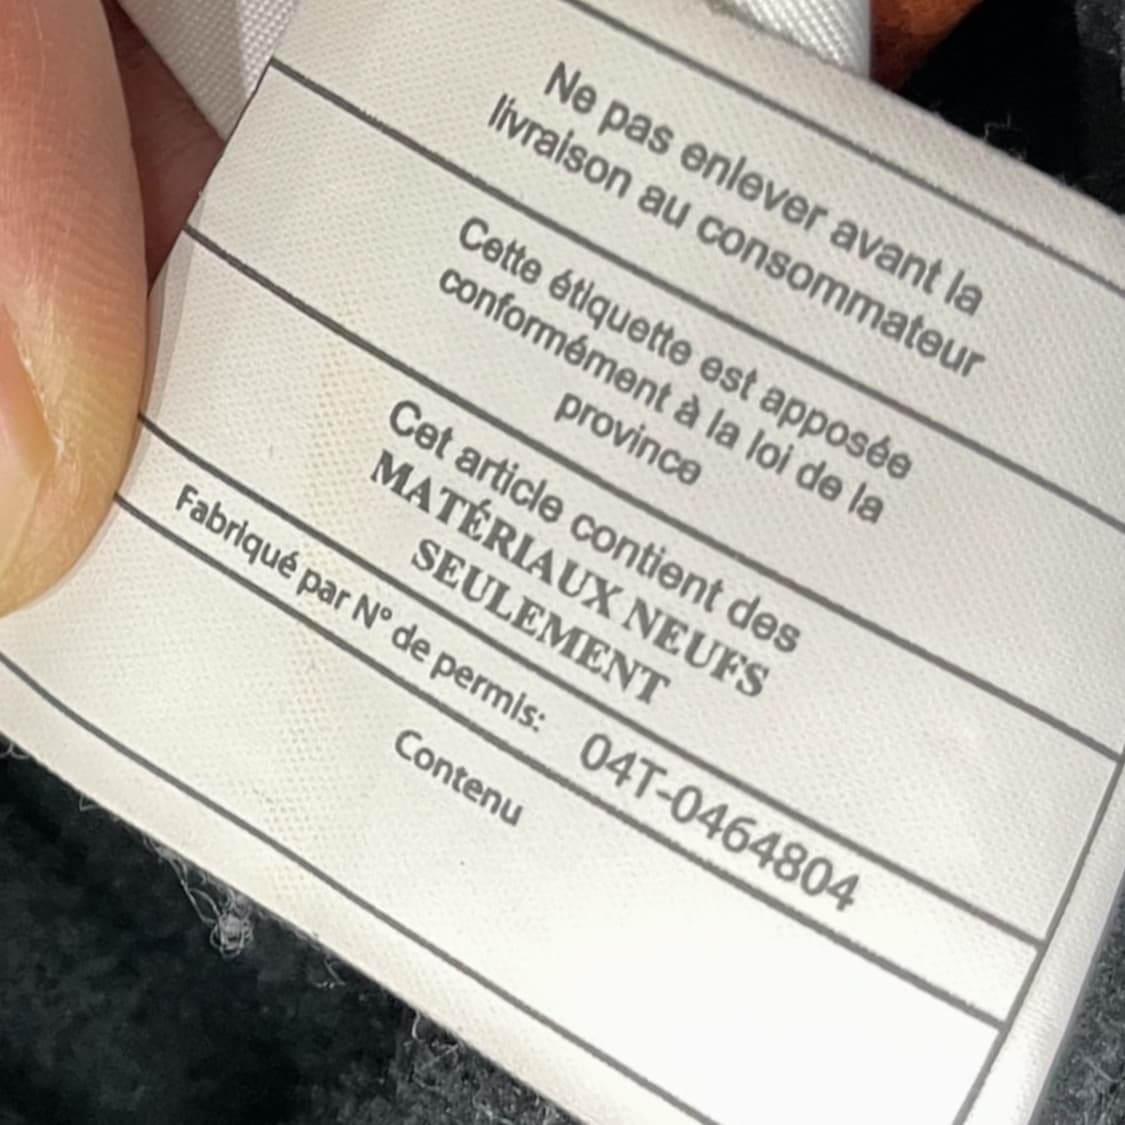 Ne pas enlever avant la
livraison au consommateur
Cette étiquette est apposée
conformément à la loi de la
province
Cet article contient des
MATÉRIAUX NEUFS
SEULEMENT
Fabriqué par N° de permis: 04T-0464804
Contenu